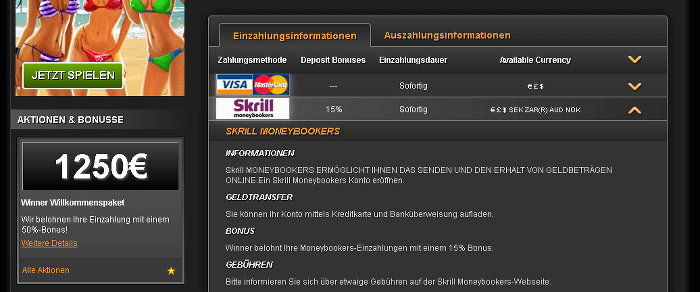 JETZT SPIELEN
AKTIONEN & BONUSSE
1250€
Winner Willkommenspaket
Wir belohnen Ihre Einzahlung mit einem
50%-Bonus!
Weitere Details
Alle Aktionen
Einzahlungsinformationen Auszahlungsinformationen
Zahlungsmethode Deposit Bonuses Einzahlungsdauer Available Currency
VISA MasterCard --- Sofortig € £ $
Skrill moneybookers 15% Sofortig € £ $ SEK ZAR(R) AUD NOK
SKRILL MONEYBOOKERS
INFORMATIONEN
Skrill MONEYBOOKERS ERMÖGLICHT IHNEN DAS SENDEN UND DEN ERHALT VON GELDBETRÄGEN
ONLINE.Ein Skrill Moneybookers Konto eröffnen.
GELDTRANSFER
Sie können Ihr Konto mittels Kreditkarte and Banküberweisung aufladen.
BONUS
Winner belohnt Ihre Moneybookers-Einzahlungen mit einem 15% Bonus.
GEBÜHREN
Bitte informieren Sie sich über etwaige Gebühren auf der Skrill Moneybookers-Webseite.